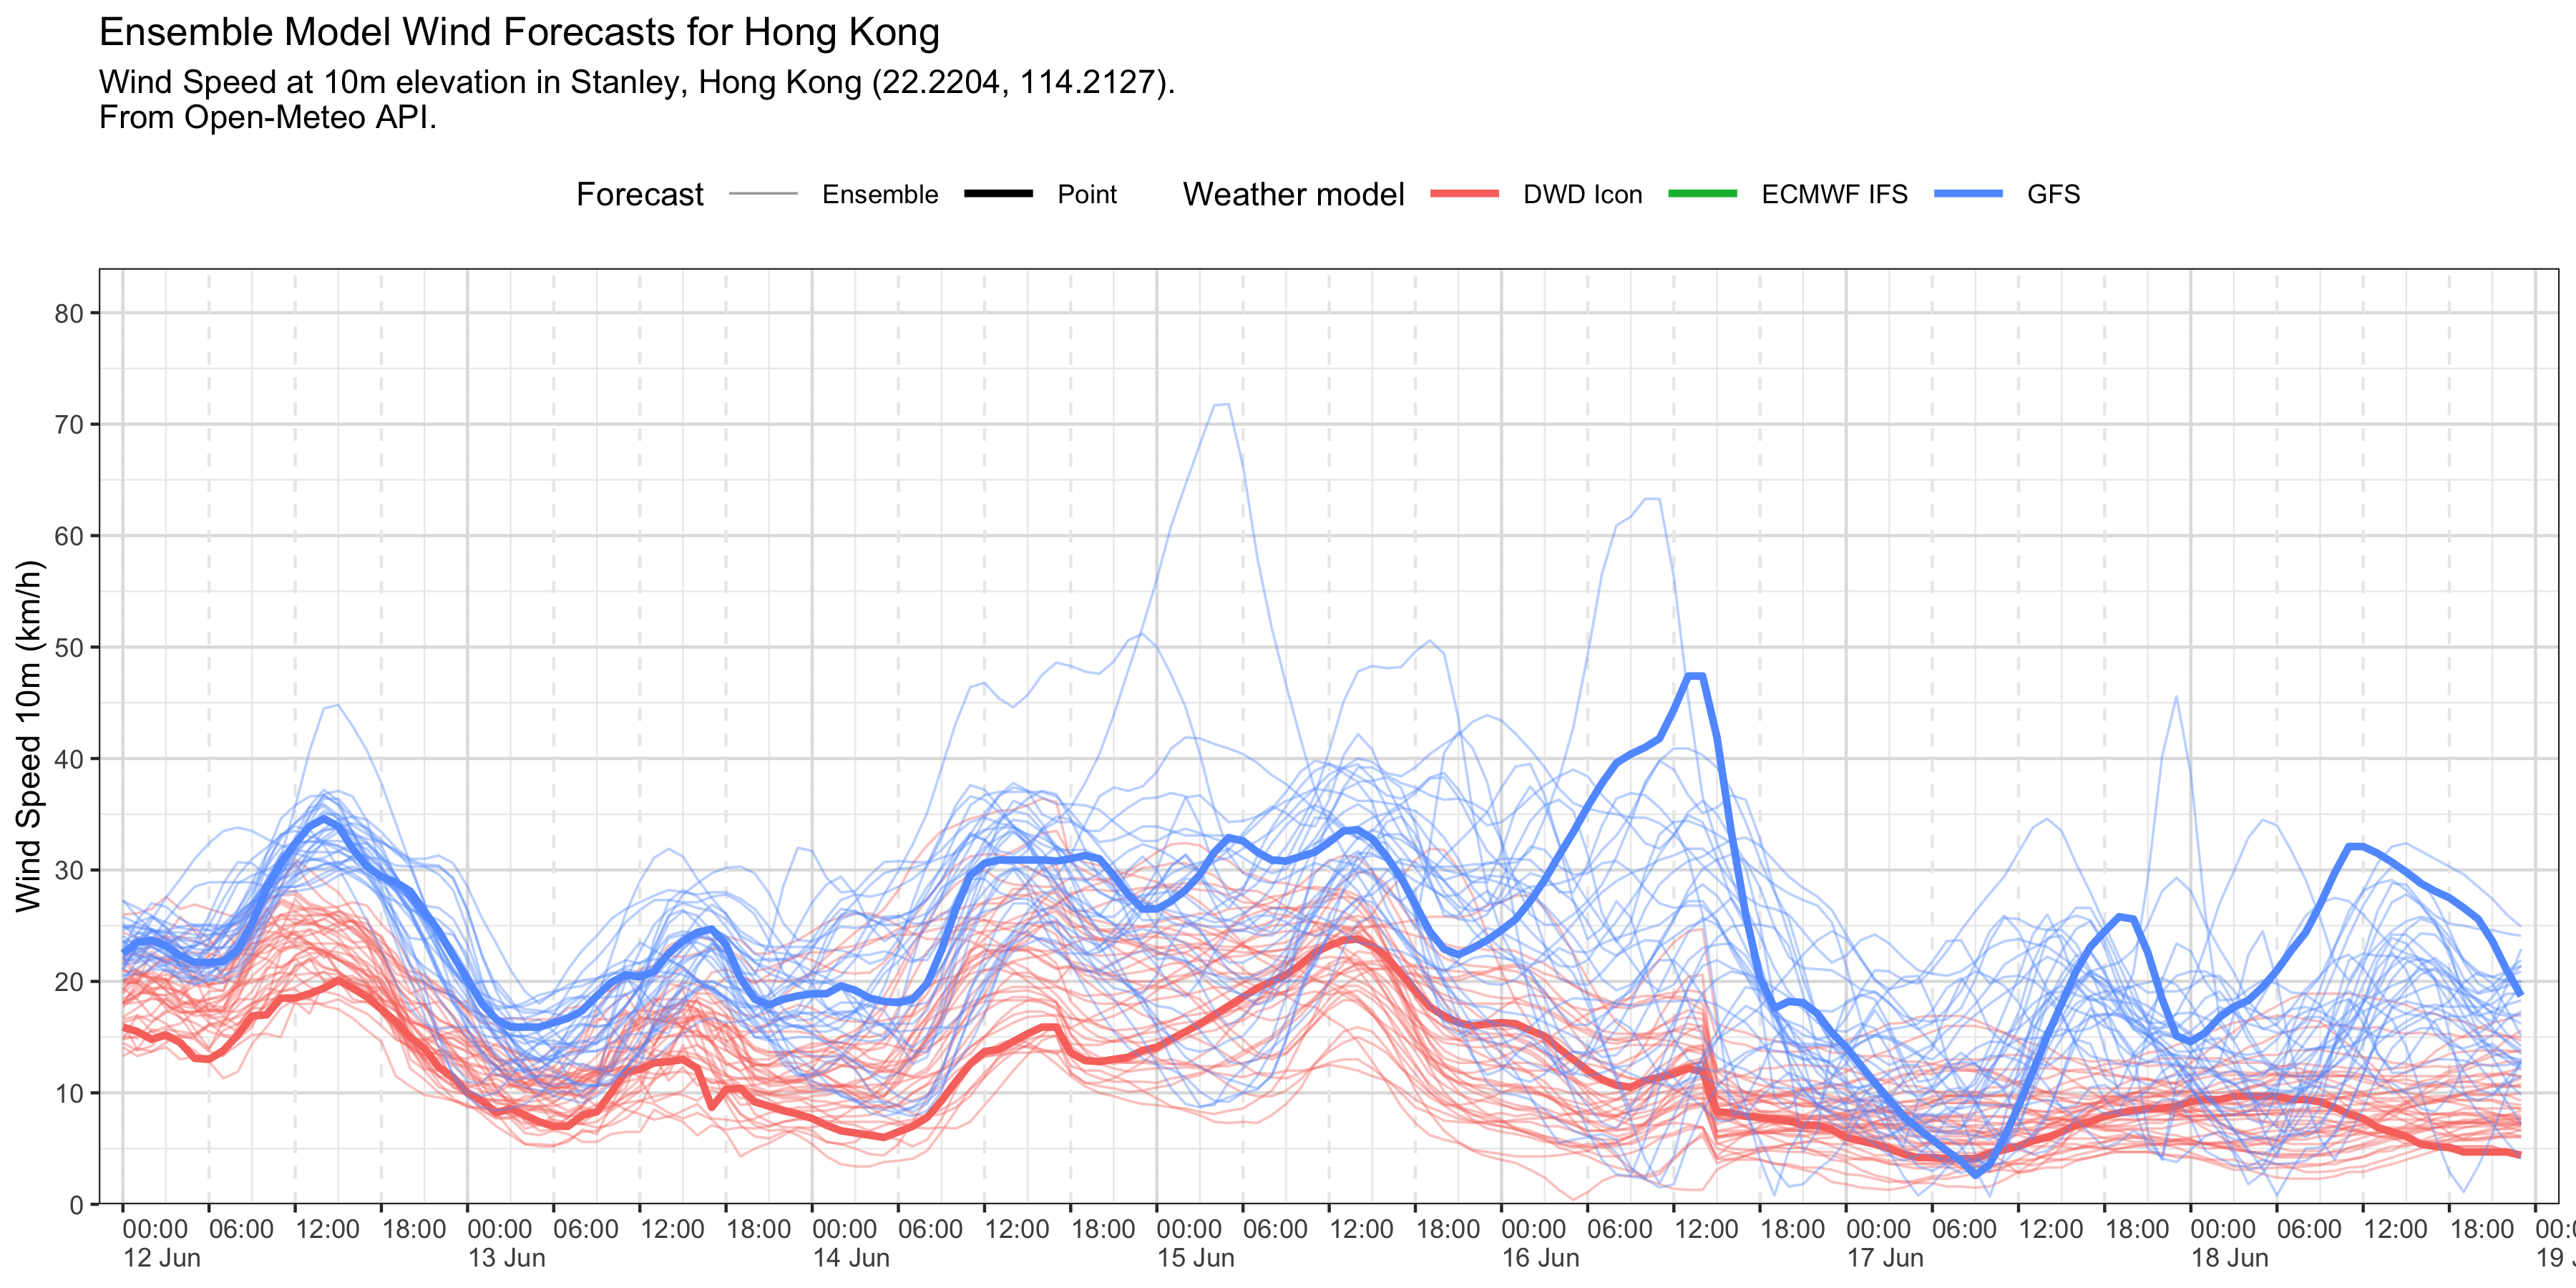 Ensemble Model Wind Forecasts for Hong Kong
Wind Speed at 10m elevation in Stanley, Hong Kong (22.2204, 114.2127).
From Open-Meteo API.
Forecast Ensemble Point Weather model DWD Icon ECMWF IFS GFS
Wind Speed 10m (km/h)
80
70
60
50
40
30
20
10
0
00:00 06:00 12:00 18:00 00:00 06:00 12:00 18:00 00:00 06:00 12:00 18:00 00:00 06:00 12:00 18:00 00:00 06:00 12:00 18:00 00:00 06:00 12:00 18:00 00:00 06:00 12:00 18:00 00:0
12 Jun 13 Jun 14 Jun 15 Jun 16 Jun 17 Jun 18 Jun 19